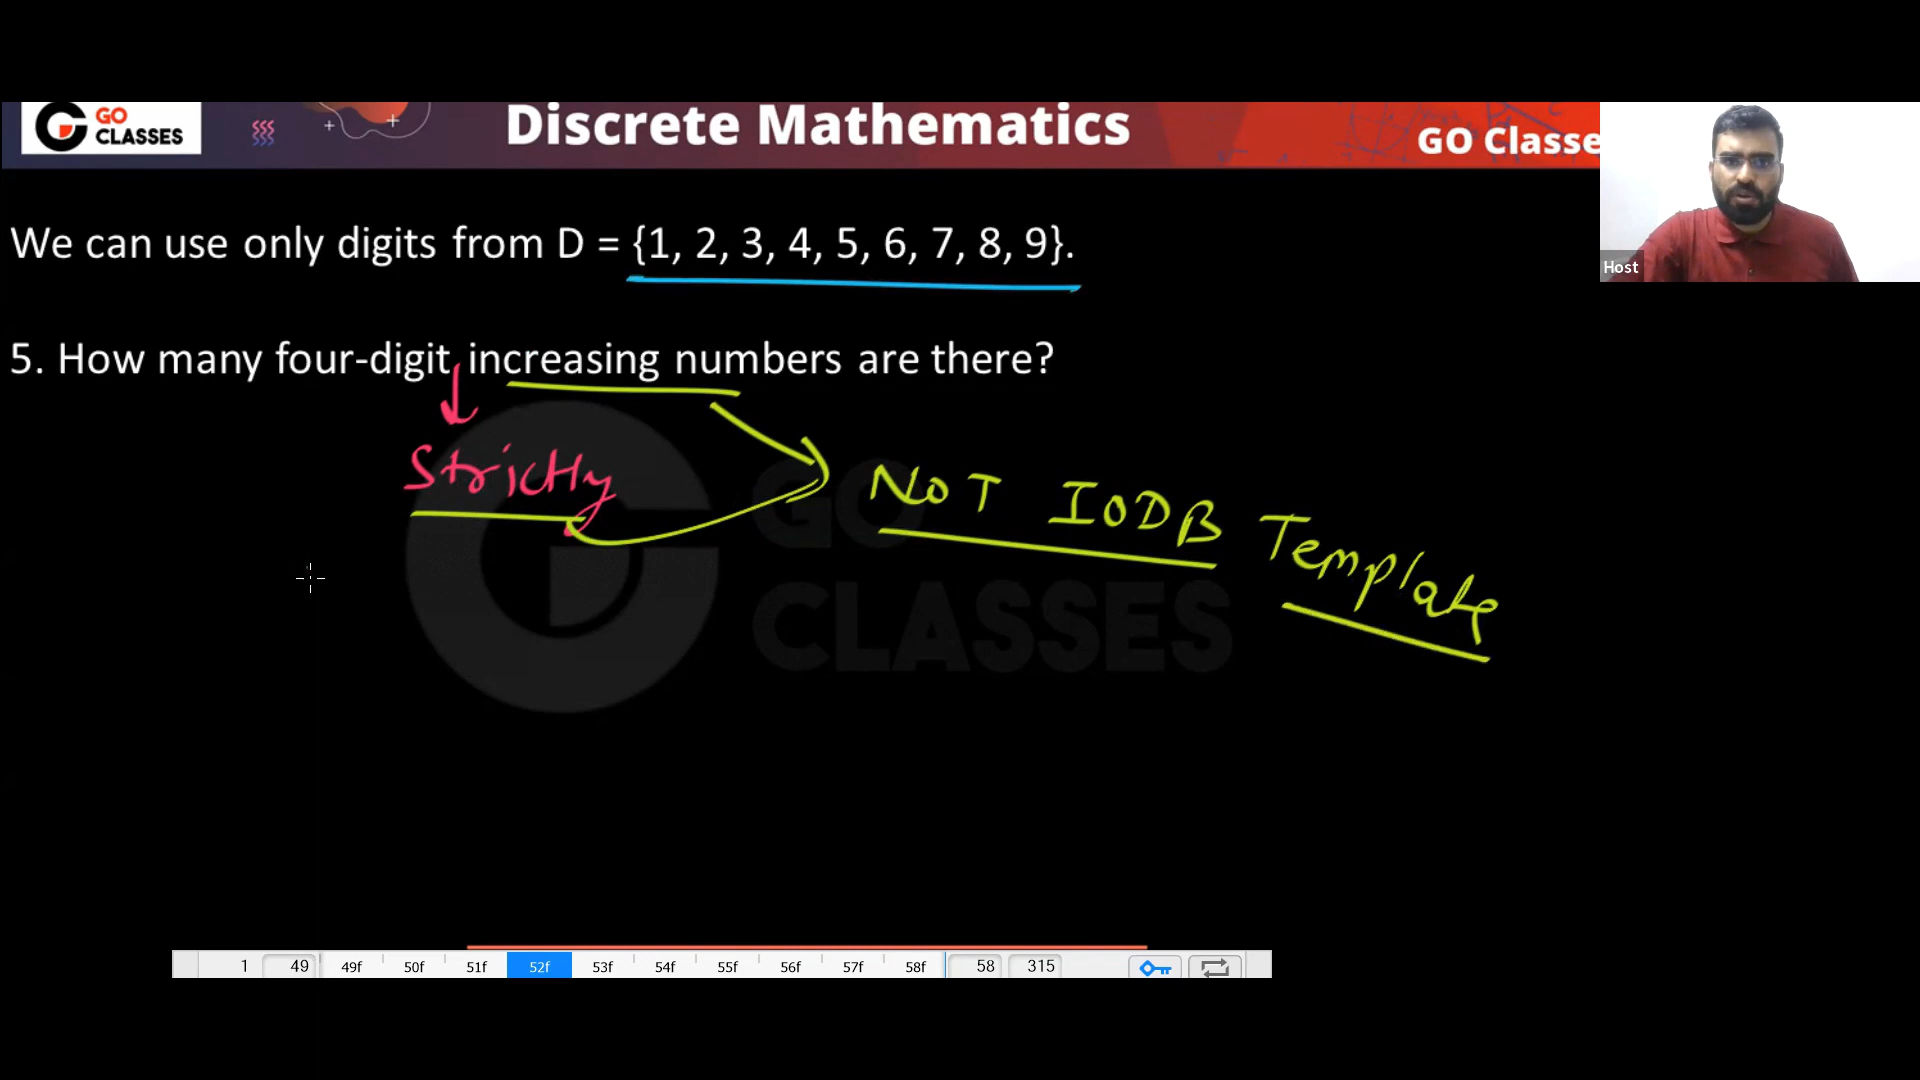 GO
CLASSES
Discrete Mathematics
GO Classe
Host
We can use only digits from D = {1, 2, 3, 4, 5, 6, 7, 8, 9}.
5. How many four-digit increasing numbers are there?
Strictly
NOT IODB Template
GO
CLASSES
1 49 49f 50f 51f 52f 53f 54f 55f 56f 57f 58f 58 315